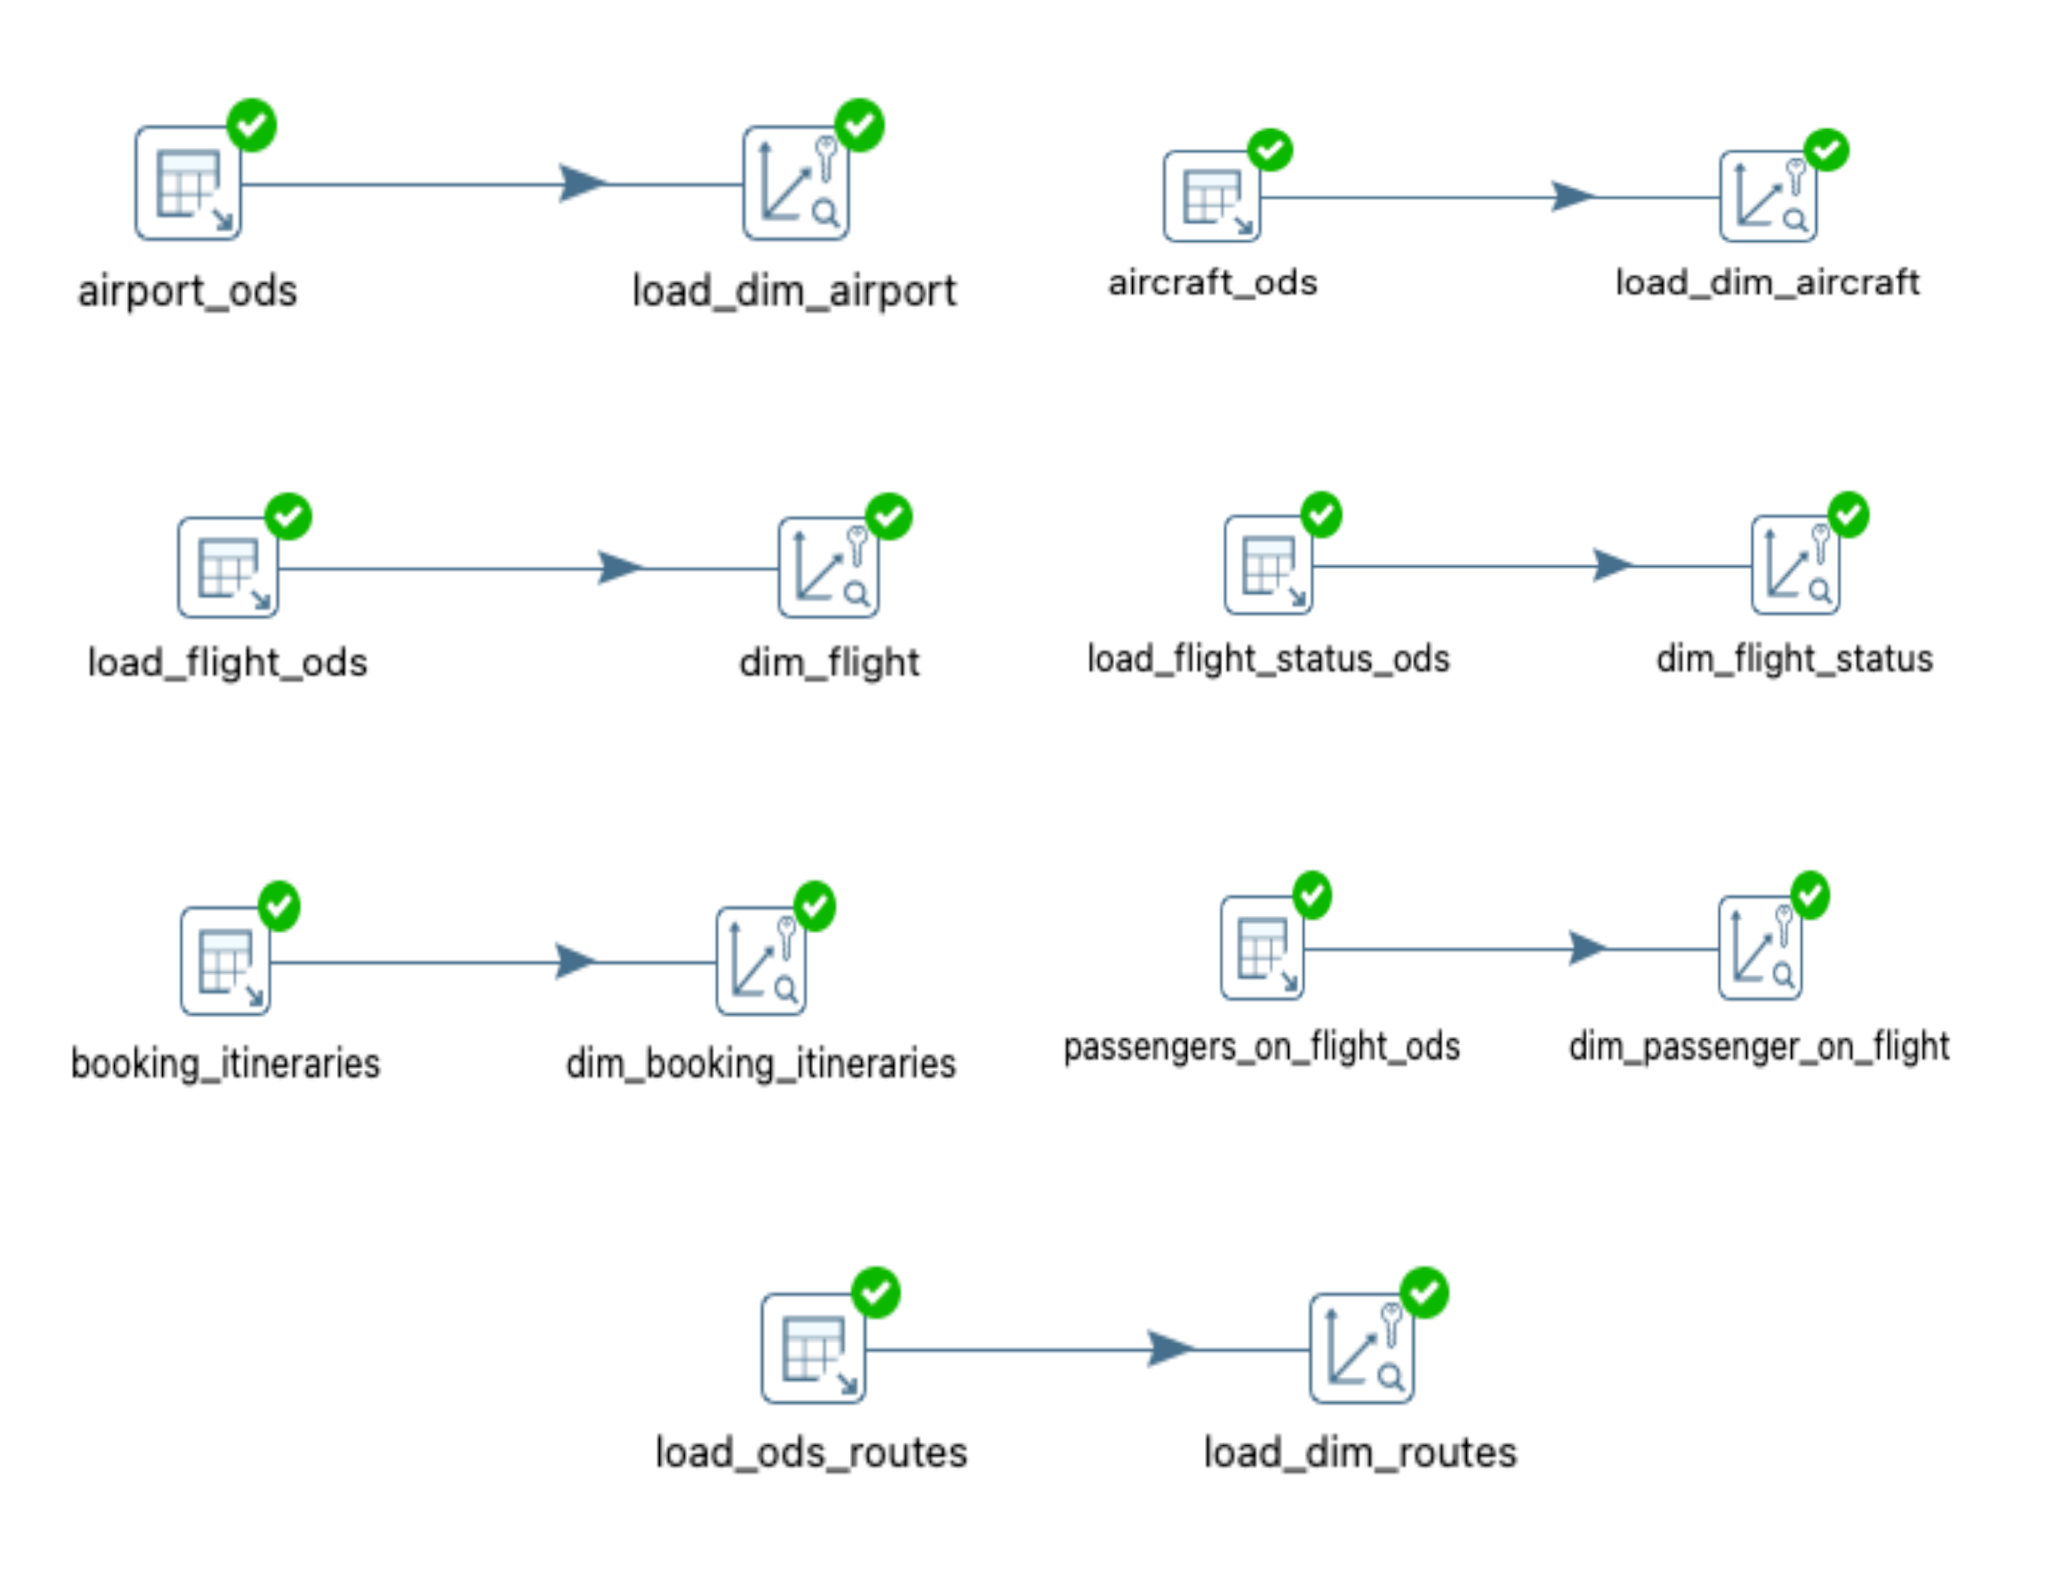 airport_ods
load_dim_airport
aircraft_ods
load_dim_aircraft
load_flight_ods
dim_flight
load_flight_status_ods
dim_flight_status
booking_itineraries
dim_booking_itineraries
passengers_on_flight_ods
dim_passenger_on_flight
load_ods_routes
load_dim_routes